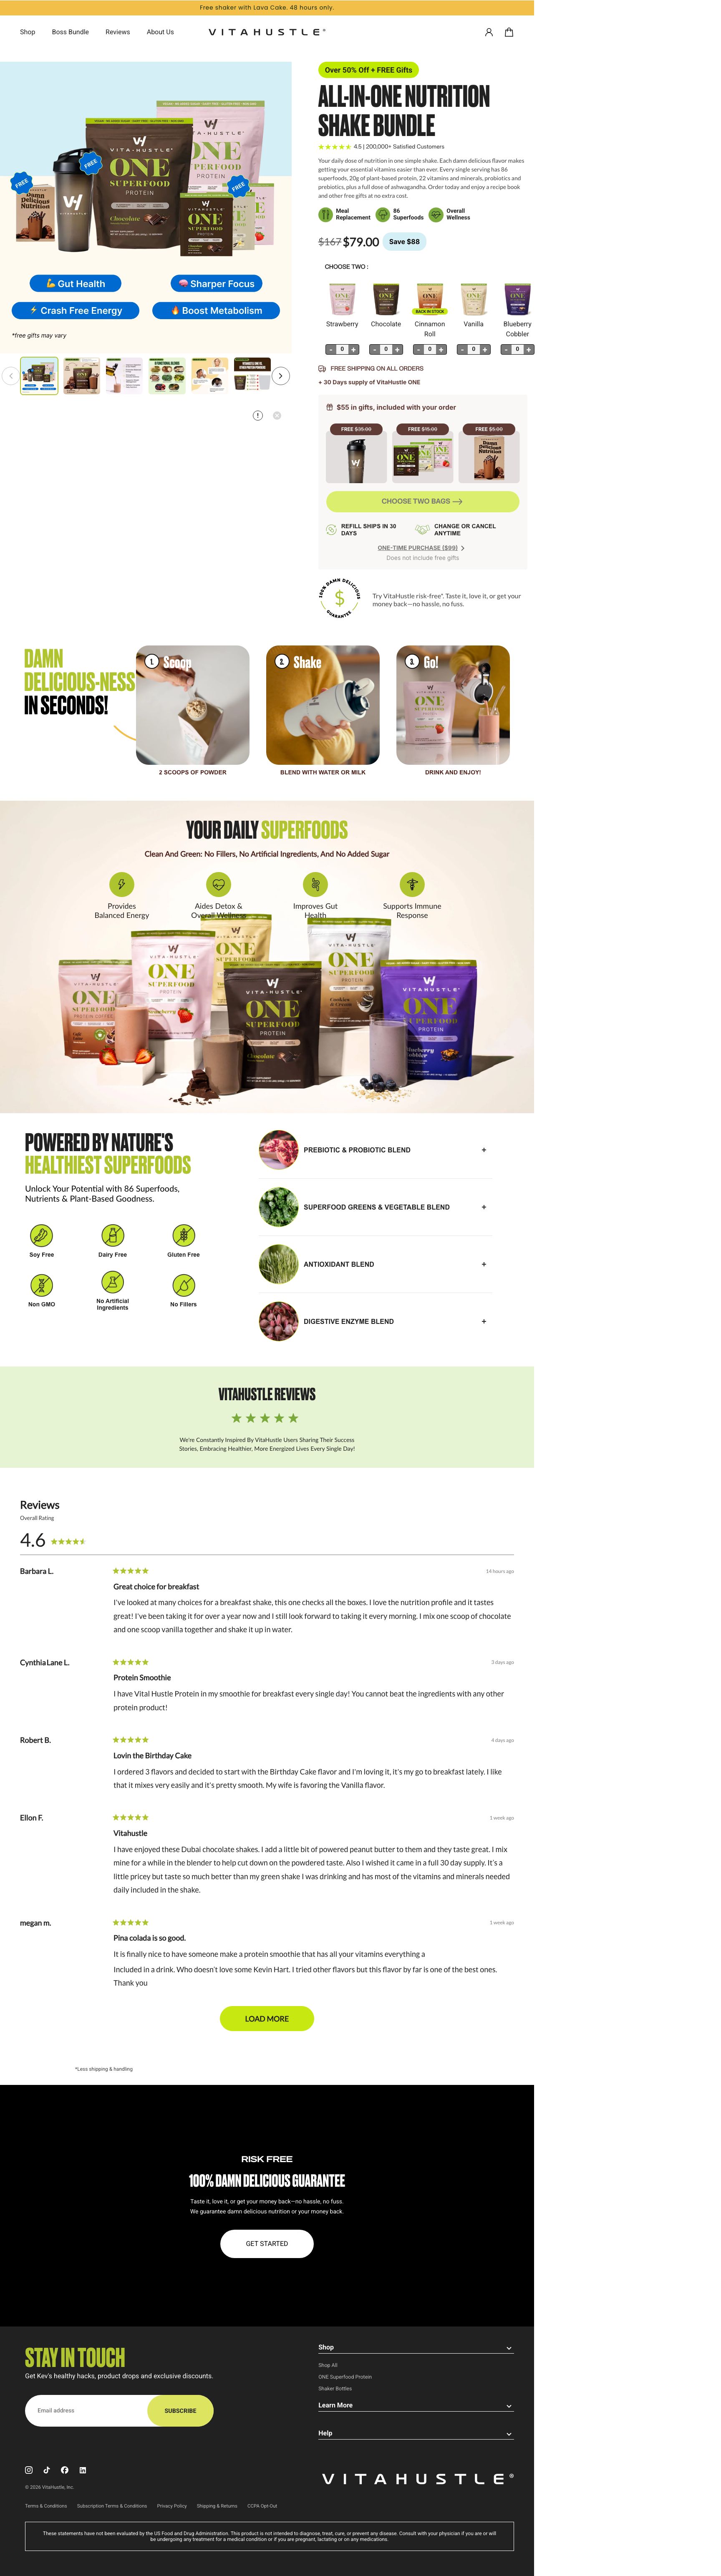 Free shaker with Lava Cake. 48 hours only.
Shop
Boss Bundle
Reviews
About Us
VITAHUSTLE®
Over 50% Off + FREE Gifts
ALL-IN-ONE NUTRITION
SHAKE BUNDLE
4.5 | 200,000+ Satisfied Customers
Your daily dose of nutrition in one simple shake. Each damn delicious flavor makes
getting your essential vitamins easier than ever. Every single serving has 86
superfoods, 20g of plant-based protein, 22 vitamins and minerals, probiotics and
prebiotics, plus a full dose of ashwagandha. Order today and enjoy a recipe book
and other free gifts at no extra cost.
Meal
Replacement
86
Superfoods
Overall
Wellness
$167 $79.00
Save $88
CHOOSE TWO :
BACK IN STOCK
Strawberry
Chocolate
Cinnamon
Roll
Vanilla
Blueberry
Cobbler
- 0 +
- 0 +
- 0 +
- 0 +
- 0 +
FREE SHIPPING ON ALL ORDERS
+ 30 Days supply of VitaHustle ONE
$55 in gifts, included with your order
FREE $35.00
FREE $15.00
FREE $5.00
CHOOSE TWO BAGS
REFILL SHIPS IN 30
DAYS
CHANGE OR CANCEL
ANYTIME
ONE-TIME PURCHASE ($99)
Does not include free gifts
100% DAMN DELICIOUS
GUARANTEE
$
Try VitaHustle risk-free*. Taste it, love it, or get your
money back—no hassle, no fuss.
FREE
FREE
FREE
Damn
Delicious
Nutrition
VITA·HUSTLE
ONE
SUPERFOOD
PROTEIN
Chocolate
Gut Health
Sharper Focus
Crash Free Energy
Boost Metabolism
*free gifts may vary
DAMN
DELICIOUS-NESS
IN SECONDS!
1. Scoop
2. Shake
3. Go!
2 SCOOPS OF POWDER
BLEND WITH WATER OR MILK
DRINK AND ENJOY!
YOUR DAILY SUPERFOODS
Clean And Green: No Fillers, No Artificial Ingredients, And No Added Sugar
Provides
Balanced Energy
Aides Detox &
Overall Wellness
Improves Gut
Health
Supports Immune
Response
VITA·HUSTLE
ONE
SUPERFOOD
PROTEIN
Strawberry
Chocolate
Cookies
& Cream
Blueberry
Cobbler
POWERED BY NATURE'S
HEALTHIEST SUPERFOODS
Unlock Your Potential with 86 Superfoods,
Nutrients & Plant-Based Goodness.
Soy Free
Dairy Free
Gluten Free
Non GMO
No Artificial
Ingredients
No Fillers
PREBIOTIC & PROBIOTIC BLEND +
SUPERFOOD GREENS & VEGETABLE BLEND +
ANTIOXIDANT BLEND +
DIGESTIVE ENZYME BLEND +
VITAHUSTLE REVIEWS
We're Constantly Inspired By VitaHustle Users Sharing Their Success
Stories, Embracing Healthier, More Energized Lives Every Single Day!
Reviews
Overall Rating
4.6
Barbara L.
14 hours ago
Great choice for breakfast
I've looked at many choices for a breakfast shake, this one checks all the boxes. I love the nutrition profile and it tastes
great! I've been taking it for over a year now and I still look forward to taking it every morning. I mix one scoop of chocolate
and one scoop vanilla together and shake it up in water.
CynthiaLane L.
3 days ago
Protein Smoothie
I have Vital Hustle Protein in my smoothie for breakfast every single day! You cannot beat the ingredients with any other
protein product!
Robert B.
4 days ago
Lovin the Birthday Cake
I ordered 3 flavors and decided to start with the Birthday Cake flavor and I'm loving it, it's my go to breakfast lately. I like
that it mixes very easily and it's pretty smooth. My wife is favoring the Vanilla flavor.
Ellon F.
1 week ago
Vitahustle
I have enjoyed these Dubai chocolate shakes. I add a little bit of powered peanut butter to them and they taste great. I mix
mine for a while in the blender to help cut down on the powdered taste. Also I wished it came in a full 30 day supply. It's a
little pricey but taste so much better than my green shake I was drinking and has most of the vitamins and minerals needed
daily included in the shake.
megan m.
1 week ago
Pina colada is so good.
It is finally nice to have someone make a protein smoothie that has all your vitamins everything a
Included in a drink. Who doesn't love some Kevin Hart. I tried other flavors but this flavor by far is one of the best ones.
Thank you
LOAD MORE
*Less shipping & handling
RISK FREE
100% DAMN DELICIOUS GUARANTEE
Taste it, love it, or get your money back—no hassle, no fuss.
We guarantee damn delicious nutrition or your money back.
GET STARTED
STAY IN TOUCH
Get Kev's healthy hacks, product drops and exclusive discounts.
Email address
SUBSCRIBE
Shop
Shop All
ONE Superfood Protein
Shaker Bottles
Learn More
Help
© 2026 VitaHustle, Inc.
VITAHUSTLE®
Terms & Conditions
Subscription Terms & Conditions
Privacy Policy
Shipping & Returns
CCPA Opt-Out
These statements have not been evaluated by the US Food and Drug Administration. This product is not intended to diagnose, treat, cure, or prevent any disease. Consult with your physician if you are or will
be undergoing any treatment for a medical condition or if you are pregnant, lactating or on any medications.